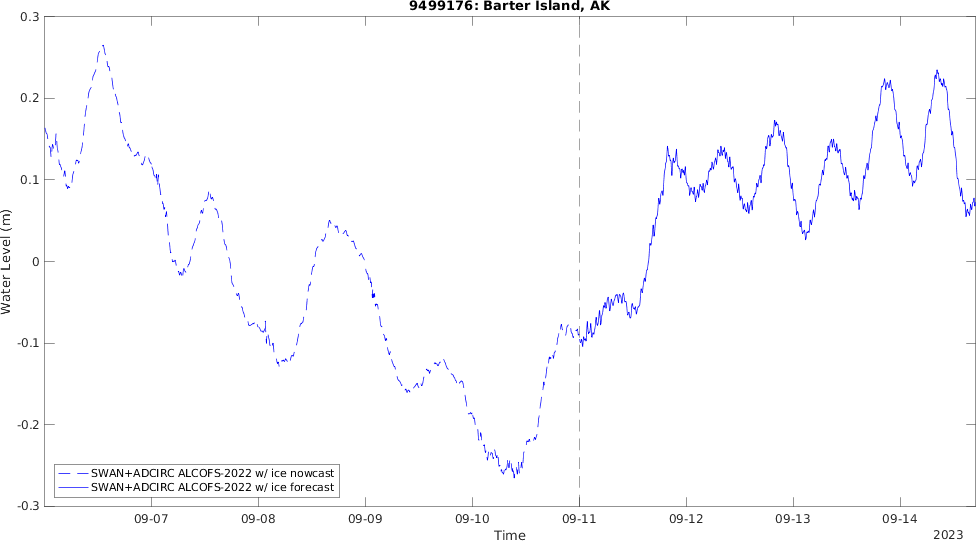 9499176: Barter Island, AK
0.3
0.2
0.1
0
-0.1
-0.2
-0.3
Water Level (m)
SWAN+ADCIRC ALCOFS-2022 w/ ice nowcast
SWAN+ADCIRC ALCOFS-2022 w/ ice forecast
09-07 09-08 09-09 09-10 09-11 09-12 09-13 09-14
Time
2023